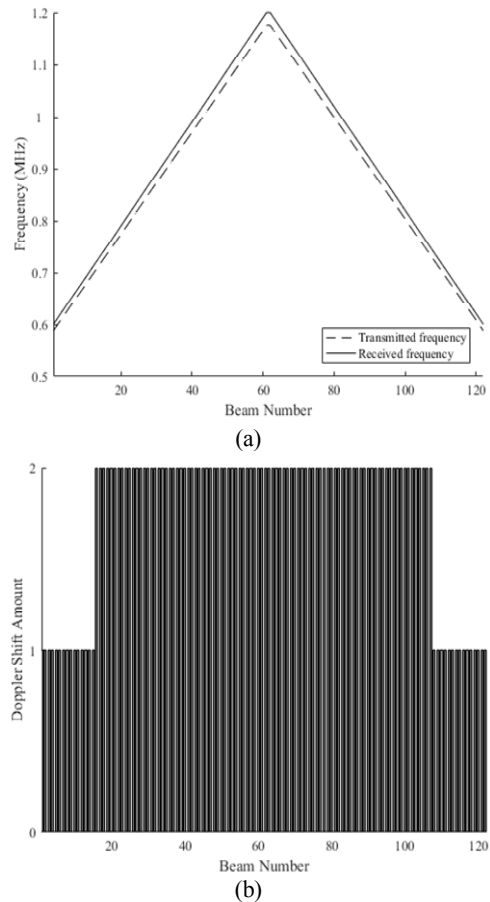 1.2
1.1
1
0.9
0.8
0.7
0.6
0.5
Frequency (MHz)
Transmitted frequency
Received frequency
20 40 60 80 100 120
Beam Number
(a)
2
1
0
Doppler Shift Amount
20 40 60 80 100 120
Beam Number
(b)